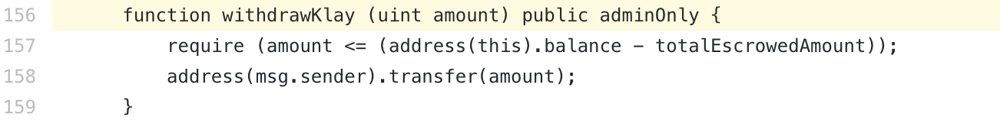 156 function withdrawKlay (uint amount) public adminOnly {
157 require (amount <= (address(this).balance - totalEscrowedAmount));
158 address(msg.sender).transfer(amount);
159 }